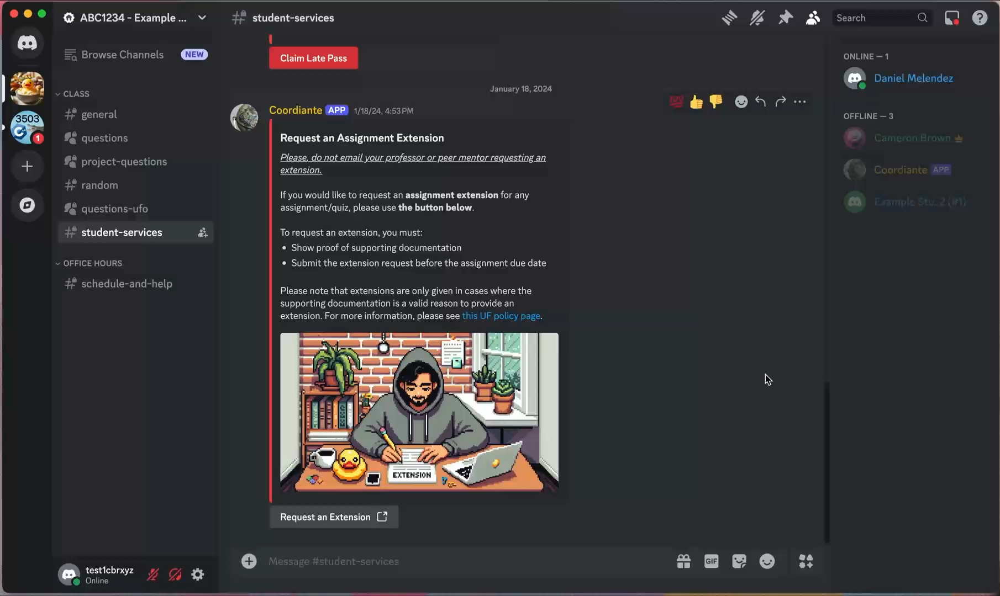 ABC1234 - Example ...
Browse Channels
NEW
CLASS
general
questions
project-questions
random
questions-ufo
student-services
OFFICE HOURS
schedule-and-help
3503
1
test1cbrxyz
Online
student-services
Search
Claim Late Pass
January 18, 2024
Coordiante APP 1/18/24, 4:53 PM
Request an Assignment Extension
Please, do not email your professor or peer mentor requesting an
extension.
If you would like to request an assignment extension for any
assignment/quiz, please use the button below.
To request an extension, you must:
• Show proof of supporting documentation
• Submit the extension request before the assignment due date
Please note that extensions are only given in cases where the
supporting documentation is a valid reason to provide an
extension. For more information, please see this UF policy page.
EXTENSION
Request an Extension
Message #student-services
GIF
ONLINE — 1
Daniel Melendez
OFFLINE — 3
Cameron Brown
Coordiante APP
Example Stu. 2 (#1)